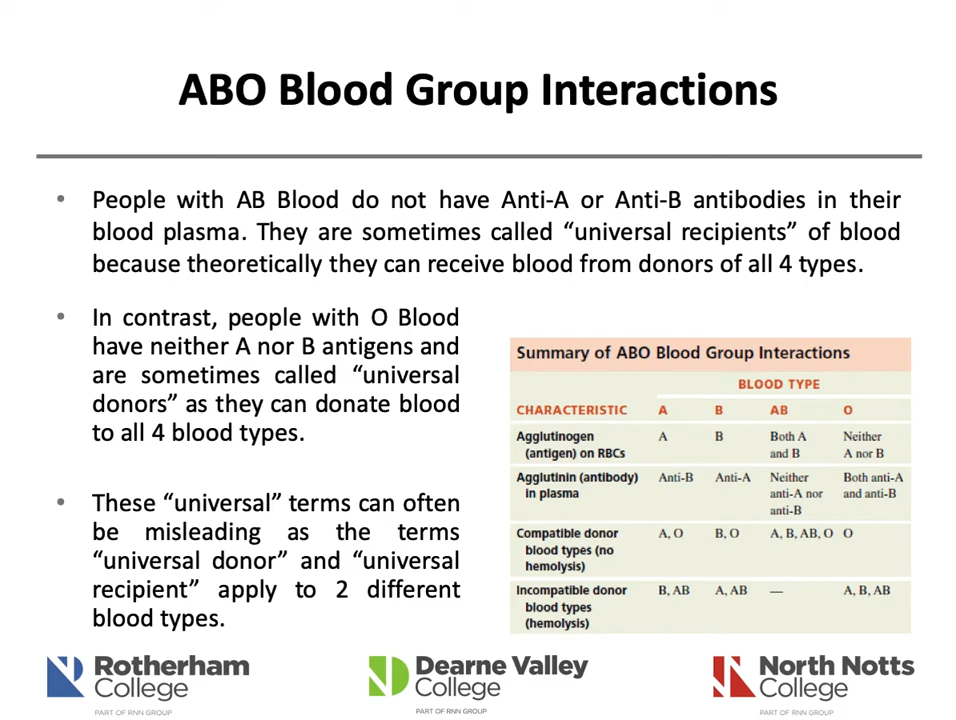 ABO Blood Group Interactions
• People with AB Blood do not have Anti-A or Anti-B antibodies in their
blood plasma. They are sometimes called “universal recipients” of blood
because theoretically they can receive blood from donors of all 4 types.
• In contrast, people with O Blood
have neither A nor B antigens and
are sometimes called “universal
donors” as they can donate blood
to all 4 blood types.
• These “universal” terms can often
be misleading as the terms
“universal donor” and “universal
recipient” apply to 2 different
blood types.
Summary of ABO Blood Group Interactions
BLOOD TYPE
CHARACTERISTIC A B AB O
Agglutinogen A B Both A Neither
(antigen) on RBCs and B A nor B
Agglutinin (antibody) Anti-B Anti-A Neither Both anti-A
in plasma anti-A nor and anti-B
anti-B
Compatible donor A, O B, O A, B, AB, O O
blood types (no
hemolysis)
Incompatible donor B, AB A, AB — A, B, AB
blood types
(hemolysis)
Rotherham
College
PART OF RNN GROUP
Dearne Valley
College
PART OF RNN GROUP
North Notts
College
PART OF RNN GROUP